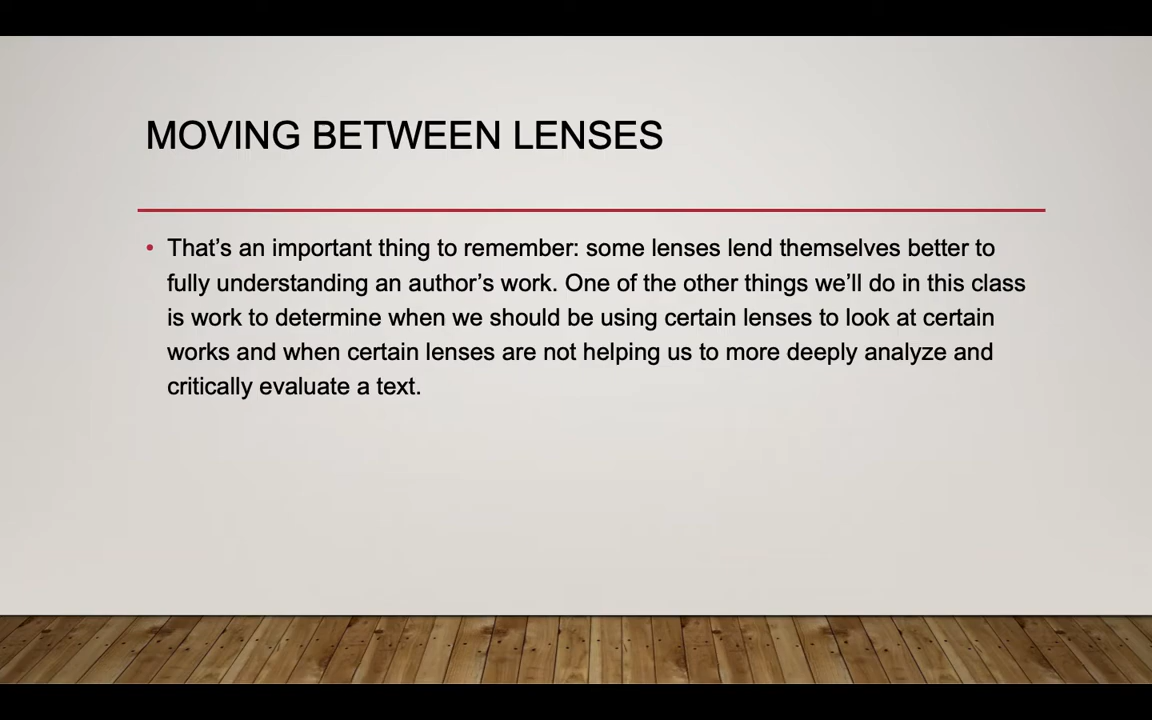 MOVING BETWEEN LENSES
• That’s an important thing to remember: some lenses lend themselves better to
fully understanding an author’s work. One of the other things we’ll do in this class
is work to determine when we should be using certain lenses to look at certain
works and when certain lenses are not helping us to more deeply analyze and
critically evaluate a text.